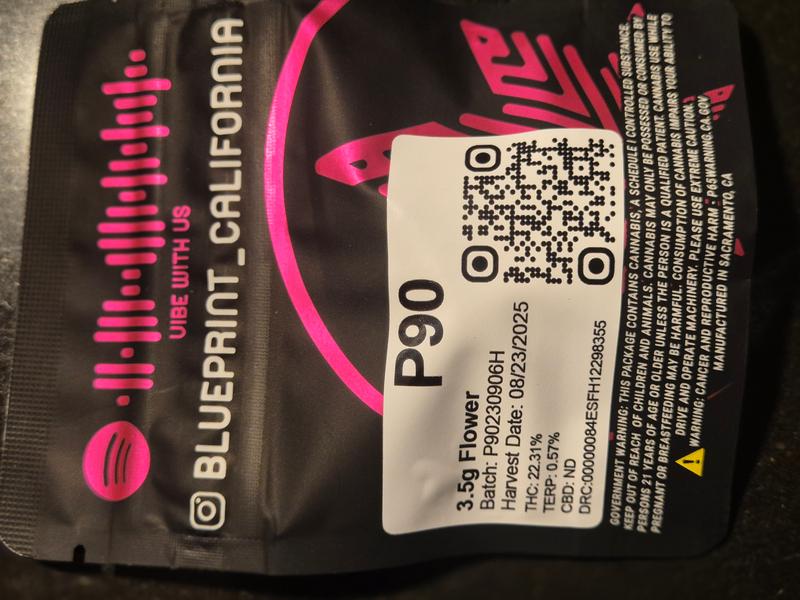 VIBE WITH US
BLUEPRINT_CALIFORNIA
P90
3.5g Flower
Batch: P90230906H
Harvest Date: 08/23/2025
THC: 22.31%
TERP: 0.57%
CBD: ND
DRC:00000084ESFH12298355
GOVERNMENT WARNING: THIS PACKAGE CONTAINS CANNABIS, A SCHEDULE I CONTROLLED SUBSTANCE.
KEEP OUT OF REACH OF CHILDREN AND ANIMALS. CANNABIS MAY ONLY BE POSSESSED OR CONSUMED BY
PERSONS 21 YEARS OF AGE OR OLDER UNLESS THE PERSON IS A QUALIFIED PATIENT. CANNABIS USE WHILE
PREGNANT OR BREASTFEEDING MAY BE HARMFUL. CONSUMPTION OF CANNABIS IMPAIRS YOUR ABILITY TO
DRIVE AND OPERATE MACHINERY. PLEASE USE EXTREME CAUTION.
WARNING: CANCER AND REPRODUCTIVE HARM - P65WARNING.CA.GOV
MANUFACTURED IN SACRAMENTO, CA